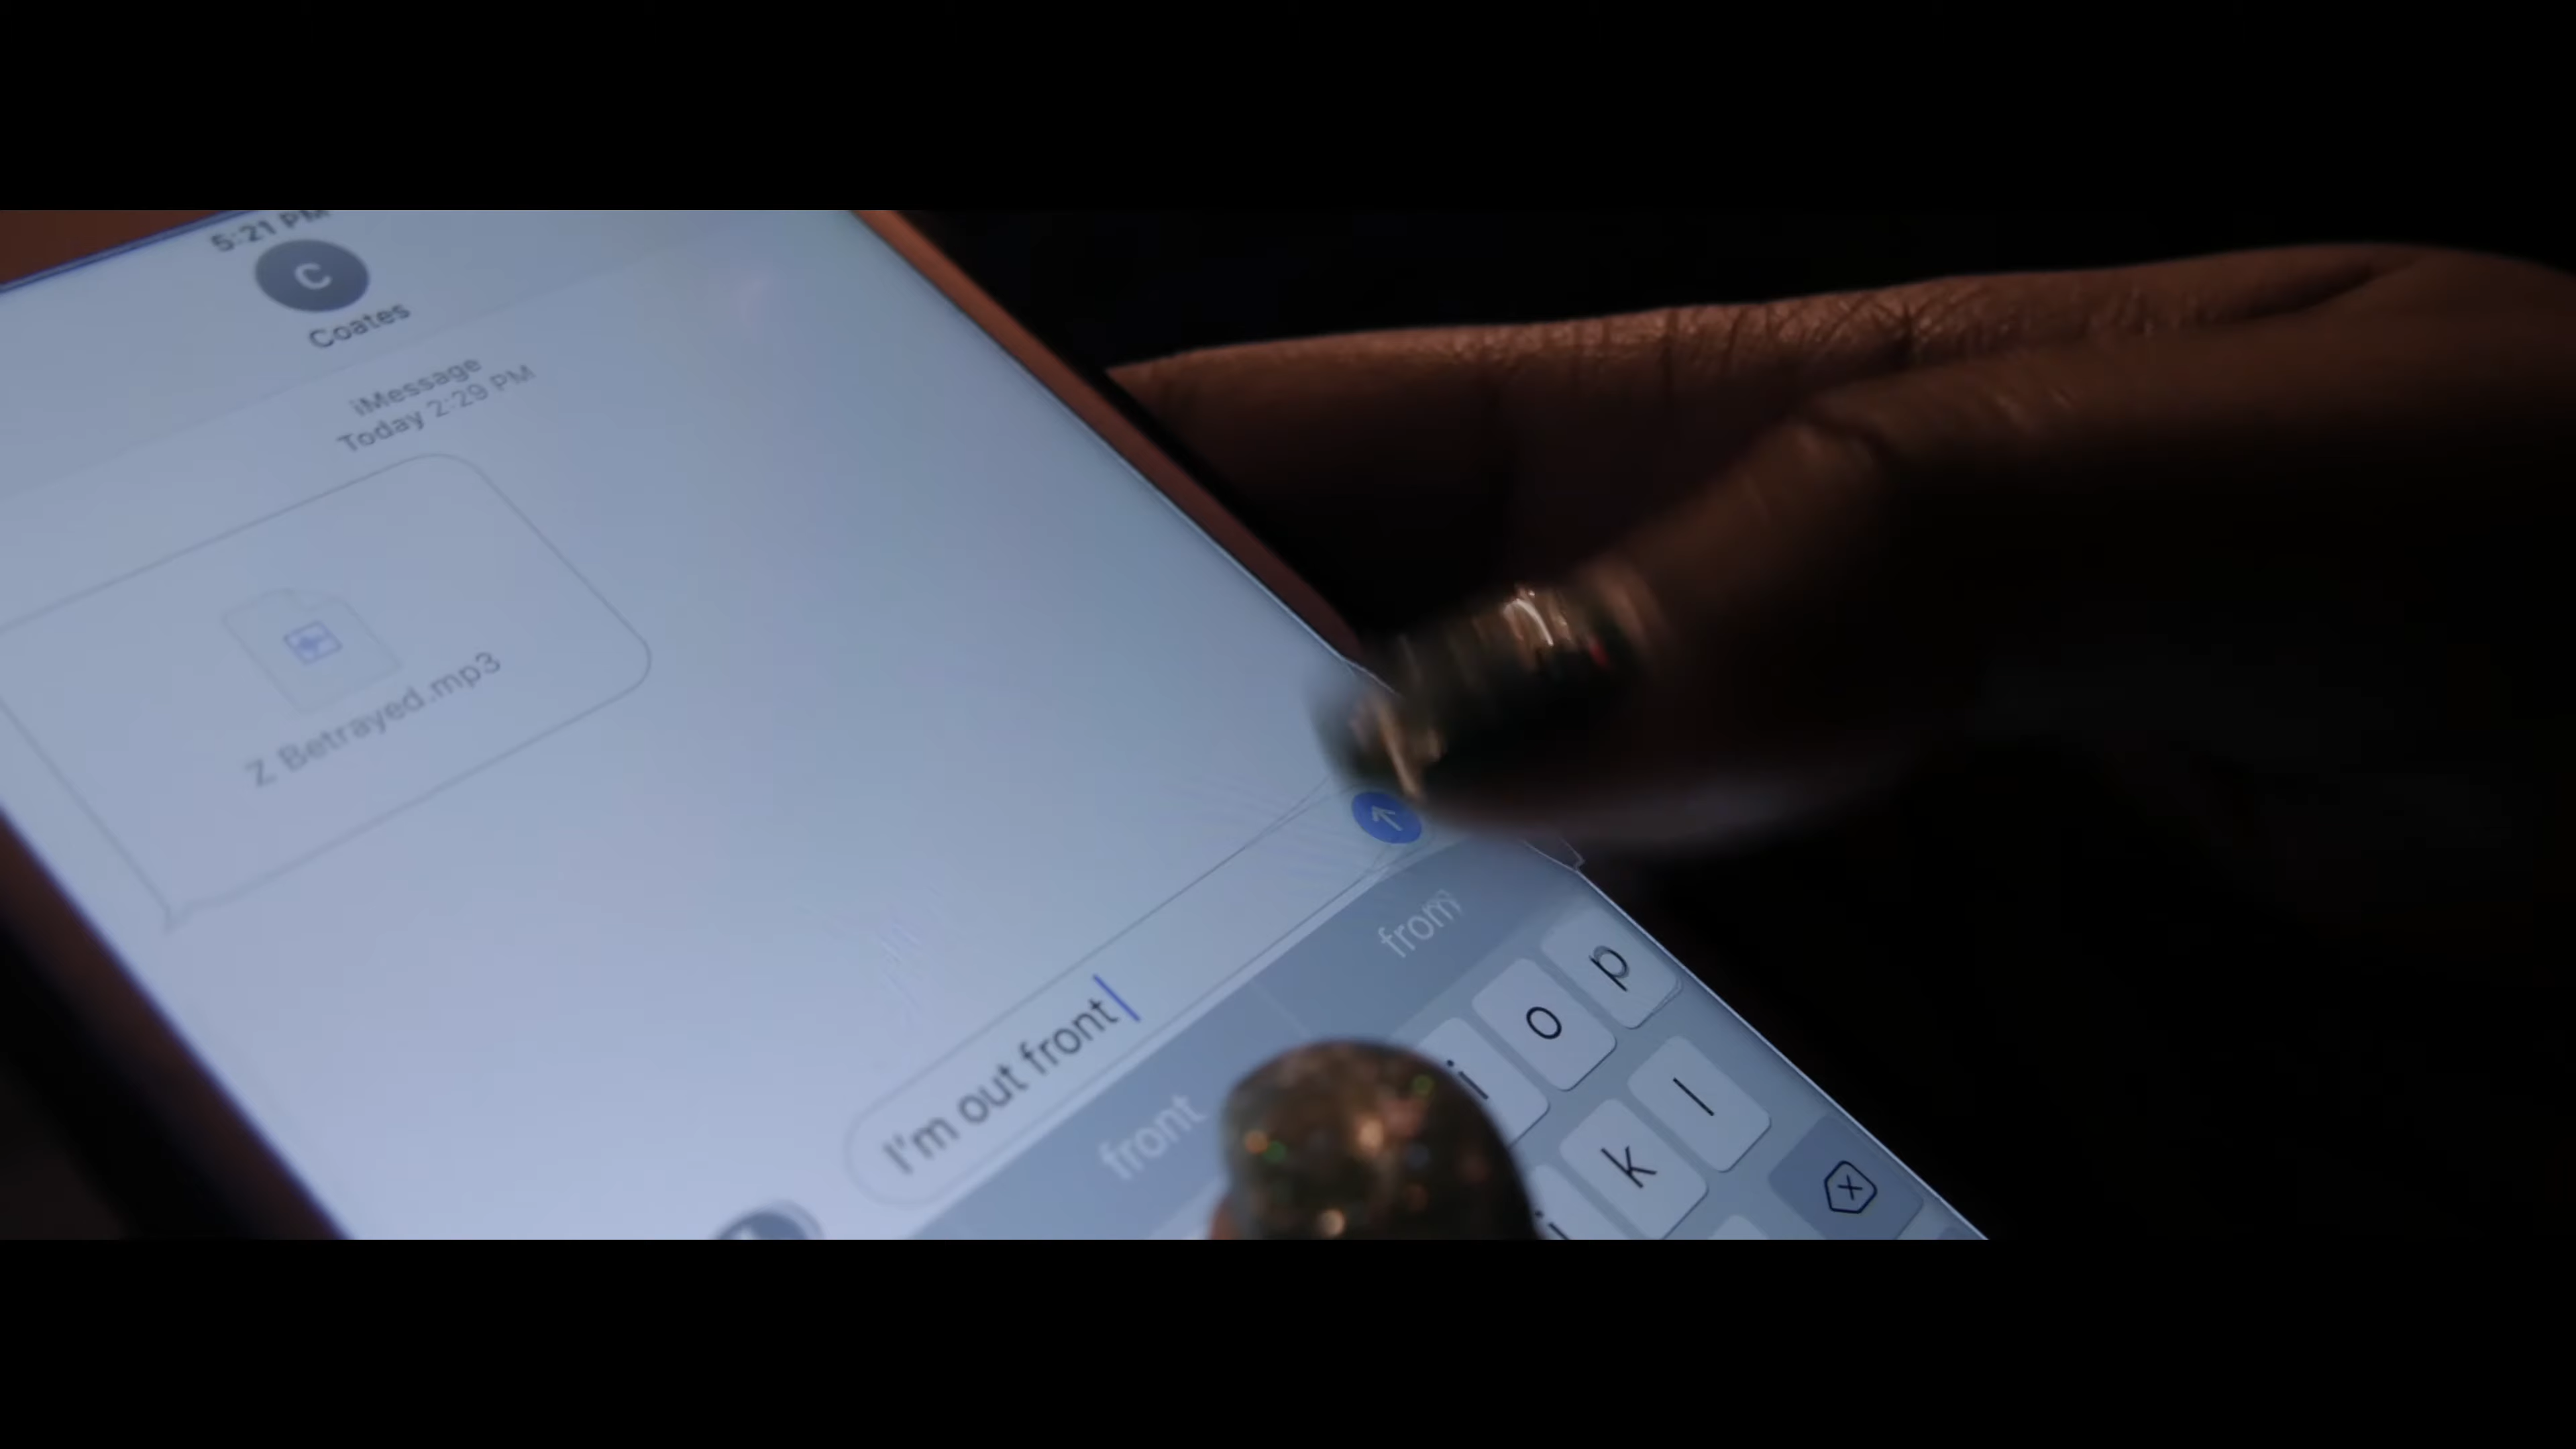 5:21 PM
C
Coates
iMessage
Today 2:29 PM
Z Betrayed.mp3
I'm out front
front
from
i
o
p
k
l